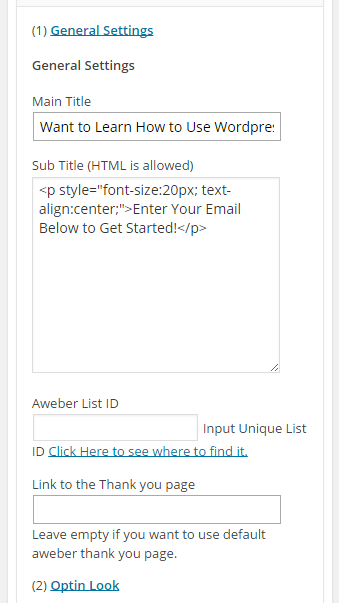 (1) General Settings
General Settings
Main Title
Want to Learn How to Use Wordpres
Sub Title (HTML is allowed)
<p style="font-size:20px; text-
align:center;">Enter Your Email
Below to Get Started!</p>
Aweber List ID
Input Unique List
ID Click Here to see where to find it.
Link to the Thank you page
Leave empty if you want to use default
aweber thank you page.
(2) Optin Look